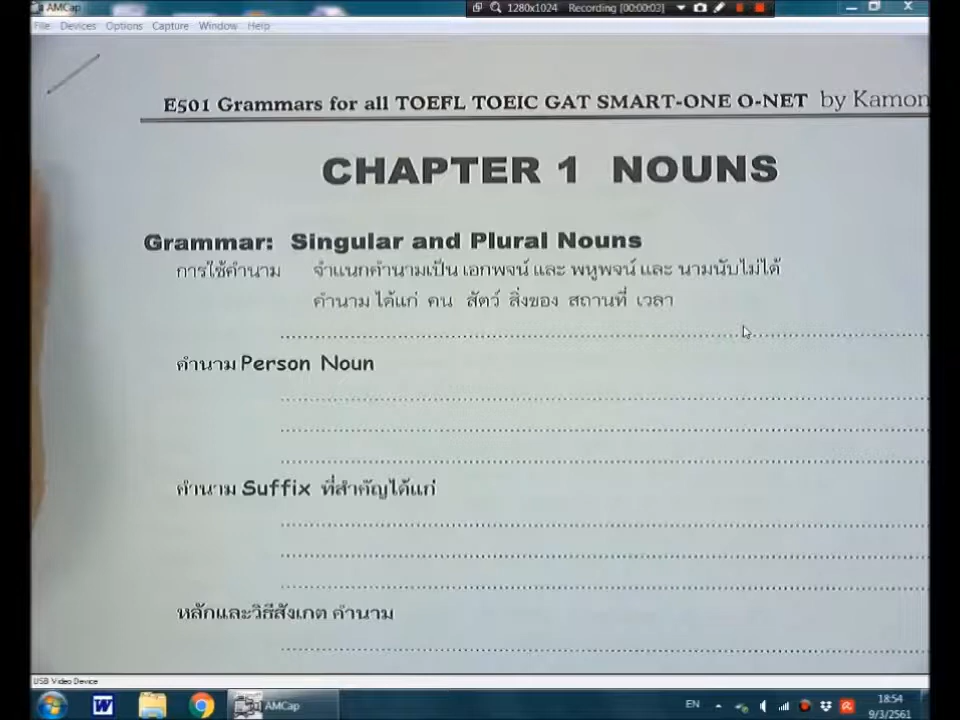 AMCap
1280x1024 Recording [00:00:03]
File Devices Options Capture Window Help
E501 Grammars for all TOEFL TOEIC GAT SMART-ONE O-NET by Kamon
CHAPTER 1 NOUNS
Grammar: Singular and Plural Nouns
การใช้คำนาม จำแนกคำนามเป็น เอกพจน์ และ พหูพจน์ และ นามนับไม่ได้
คำนาม ได้แก่ คน สัตว์ สิ่งของ สถานที่ เวลา
คำนาม Person Noun
คำนาม Suffix ที่สำคัญได้แก่
หลักและวิธีสังเกต คำนาม
USB Video Device
AMCap
EN
18:54
9/3/2561